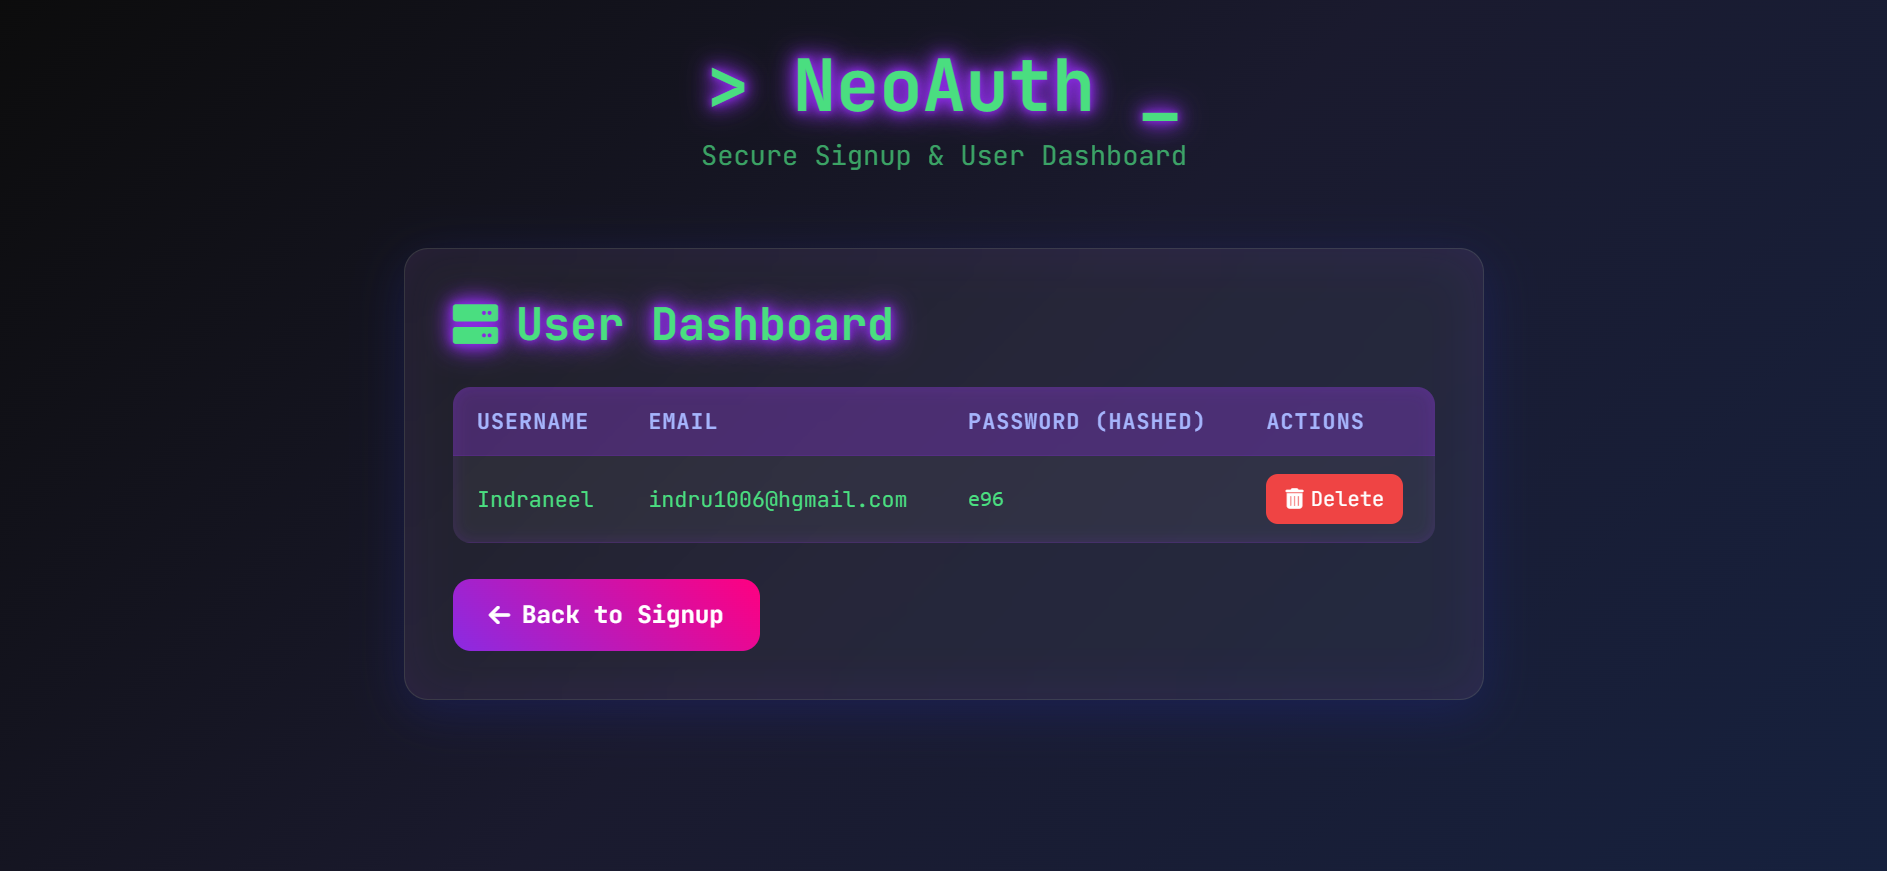 > NeoAuth _
Secure Signup & User Dashboard
User Dashboard
USERNAME EMAIL PASSWORD (HASHED) ACTIONS
Indraneel indru1006@hgmail.com e96 Delete
Back to Signup